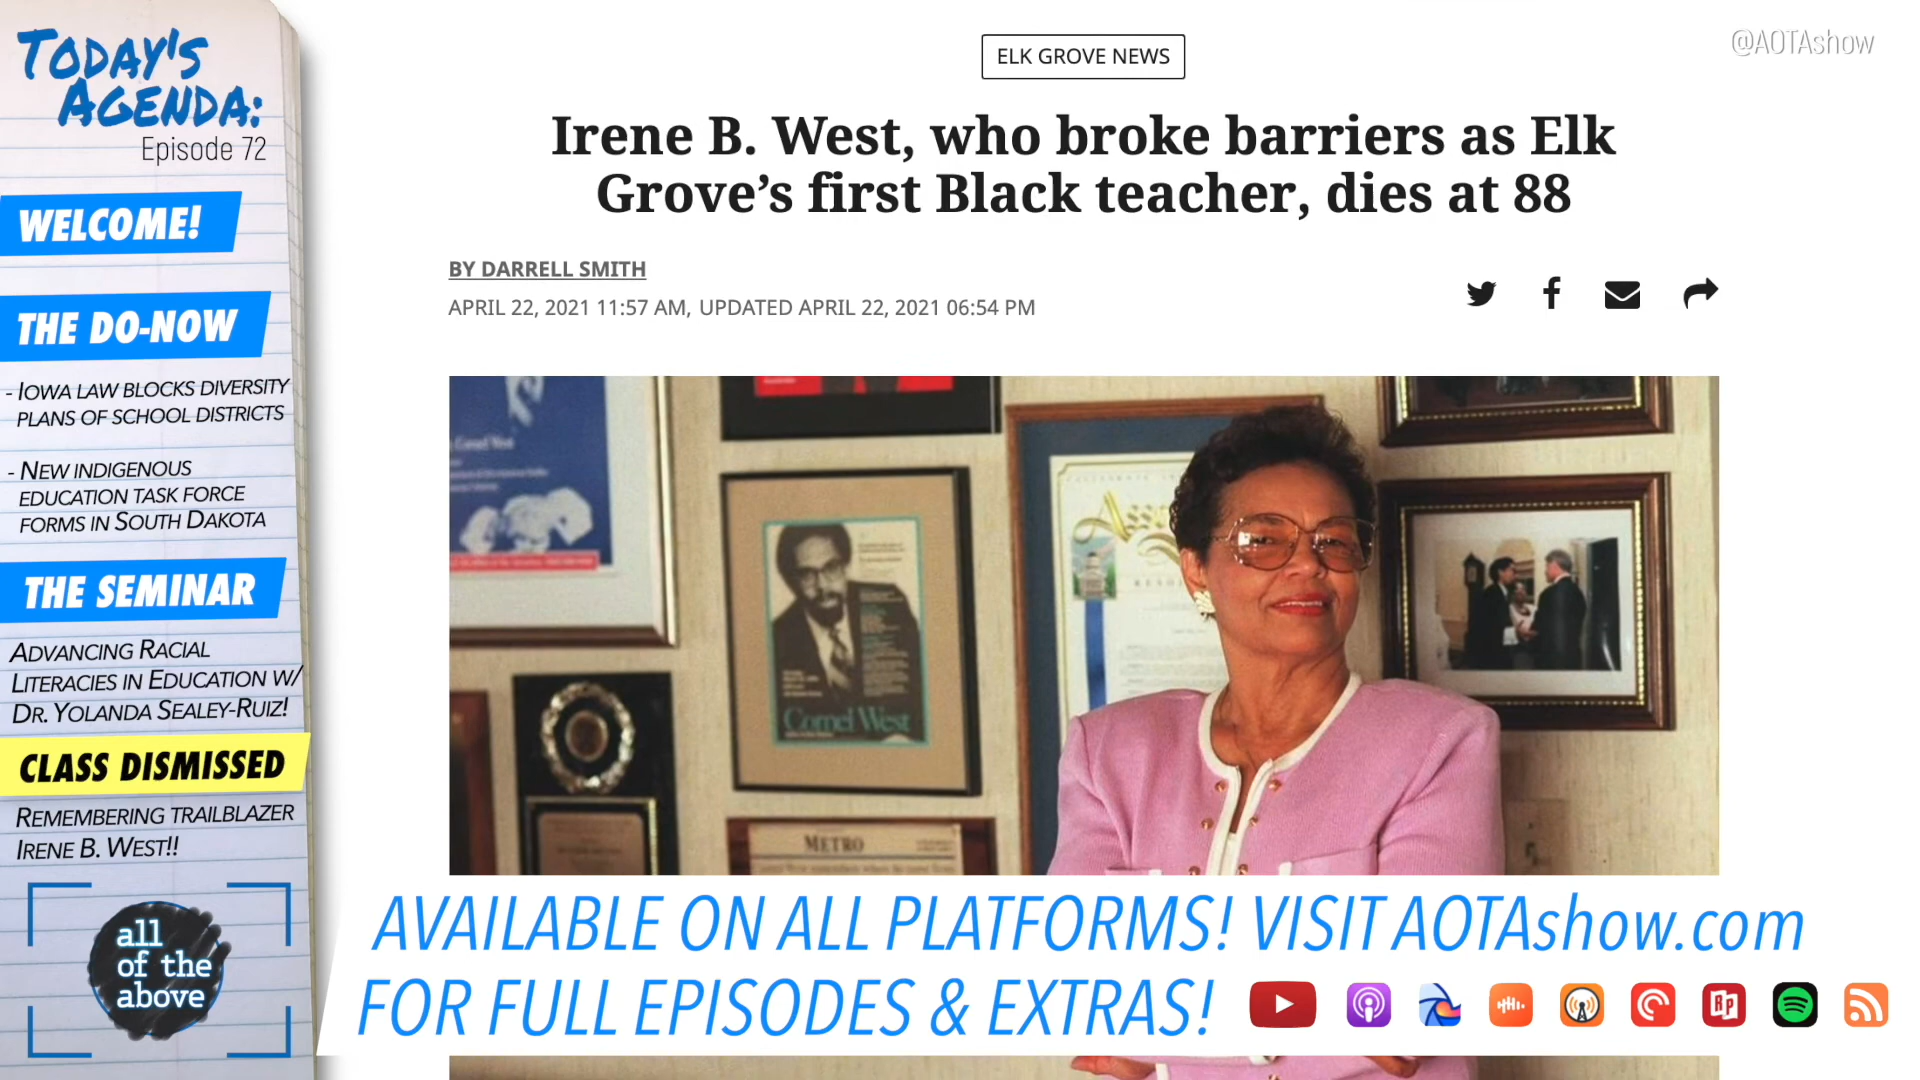 TODAY'S
AGENDA:
Episode 72
WELCOME!
THE DO-NOW
- IOWA LAW BLOCKS DIVERSITY
PLANS OF SCHOOL DISTRICTS
- NEW INDIGENOUS
EDUCATION TASK FORCE
FORMS IN SOUTH DAKOTA
THE SEMINAR
ADVANCING RACIAL
LITERACIES IN EDUCATION W/
DR. YOLANDA SEALEY-RUIZ!
CLASS DISMISSED
REMEMBERING TRAILBLAZER
IRENE B. WEST!!
all
of the
above
@AOTAshow
ELK GROVE NEWS
Irene B. West, who broke barriers as Elk
Grove’s first Black teacher, dies at 88
BY DARRELL SMITH
APRIL 22, 2021 11:57 AM, UPDATED APRIL 22, 2021 06:54 PM
Cornel West
METRO
AVAILABLE ON ALL PLATFORMS! VISIT AOTAshow.com
FOR FULL EPISODES & EXTRAS!